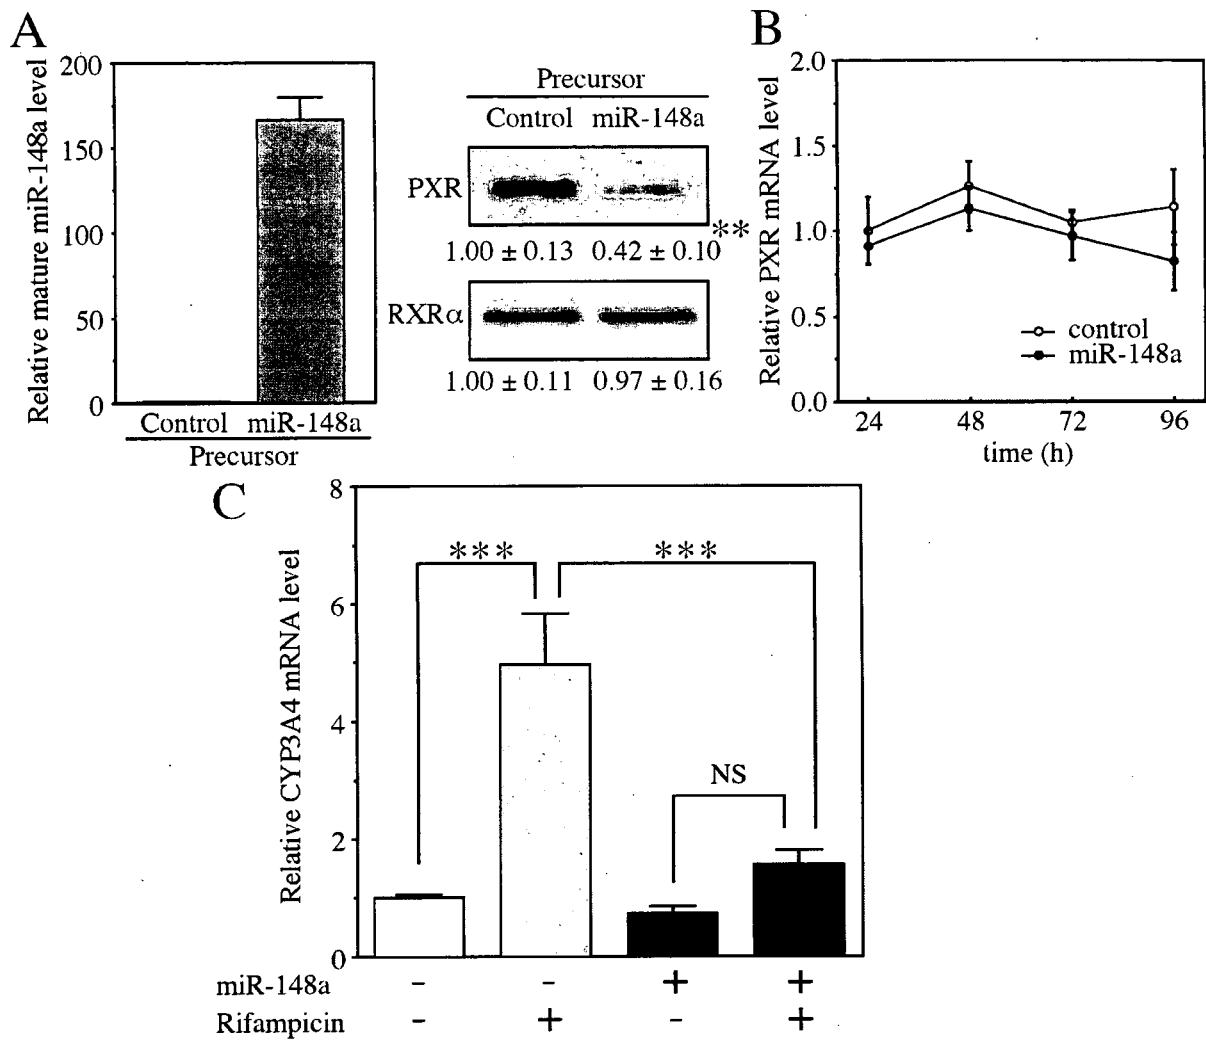 A
Relative mature miR-148a level
200
150
100
50
0
Control miR-148a
Precursor
Precursor
Control miR-148a
PXR
**
1.00 ± 0.13 0.42 ± 0.10
RXRα
1.00 ± 0.11 0.97 ± 0.16
B
Relative PXR mRNA level
2.0
1.5
1.0
0.5
0.0
control
miR-148a
24 48 72 96
time (h)
C
Relative CYP3A4 mRNA level
8
6
4
2
0
*** ***
NS
miR-148a - - + +
Rifampicin - + - +